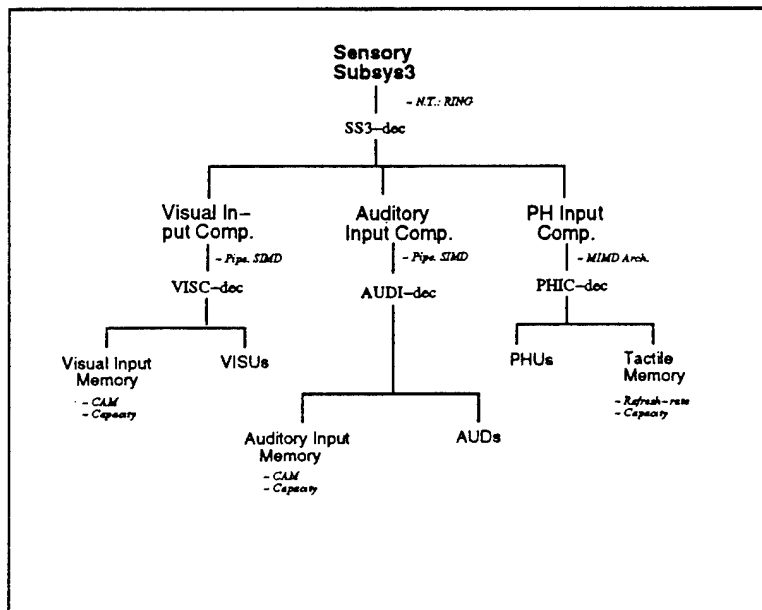 Sensory
Subsys3
- N.T.: RING
SS3-dec
Visual In-
put Comp.
Auditory
Input Comp.
PH Input
Comp.
- Pipe. SIMD
- Pipe. SIMD
- MIMD Arch.
VISC-dec
AUDI-dec
PHIC-dec
Visual Input
Memory
- CAM
- Capacity
VISUs
PHUs
Tactile
Memory
- Refresh-rate
- Capacity
Auditory Input
Memory
- CAM
- Capacity
AUDs